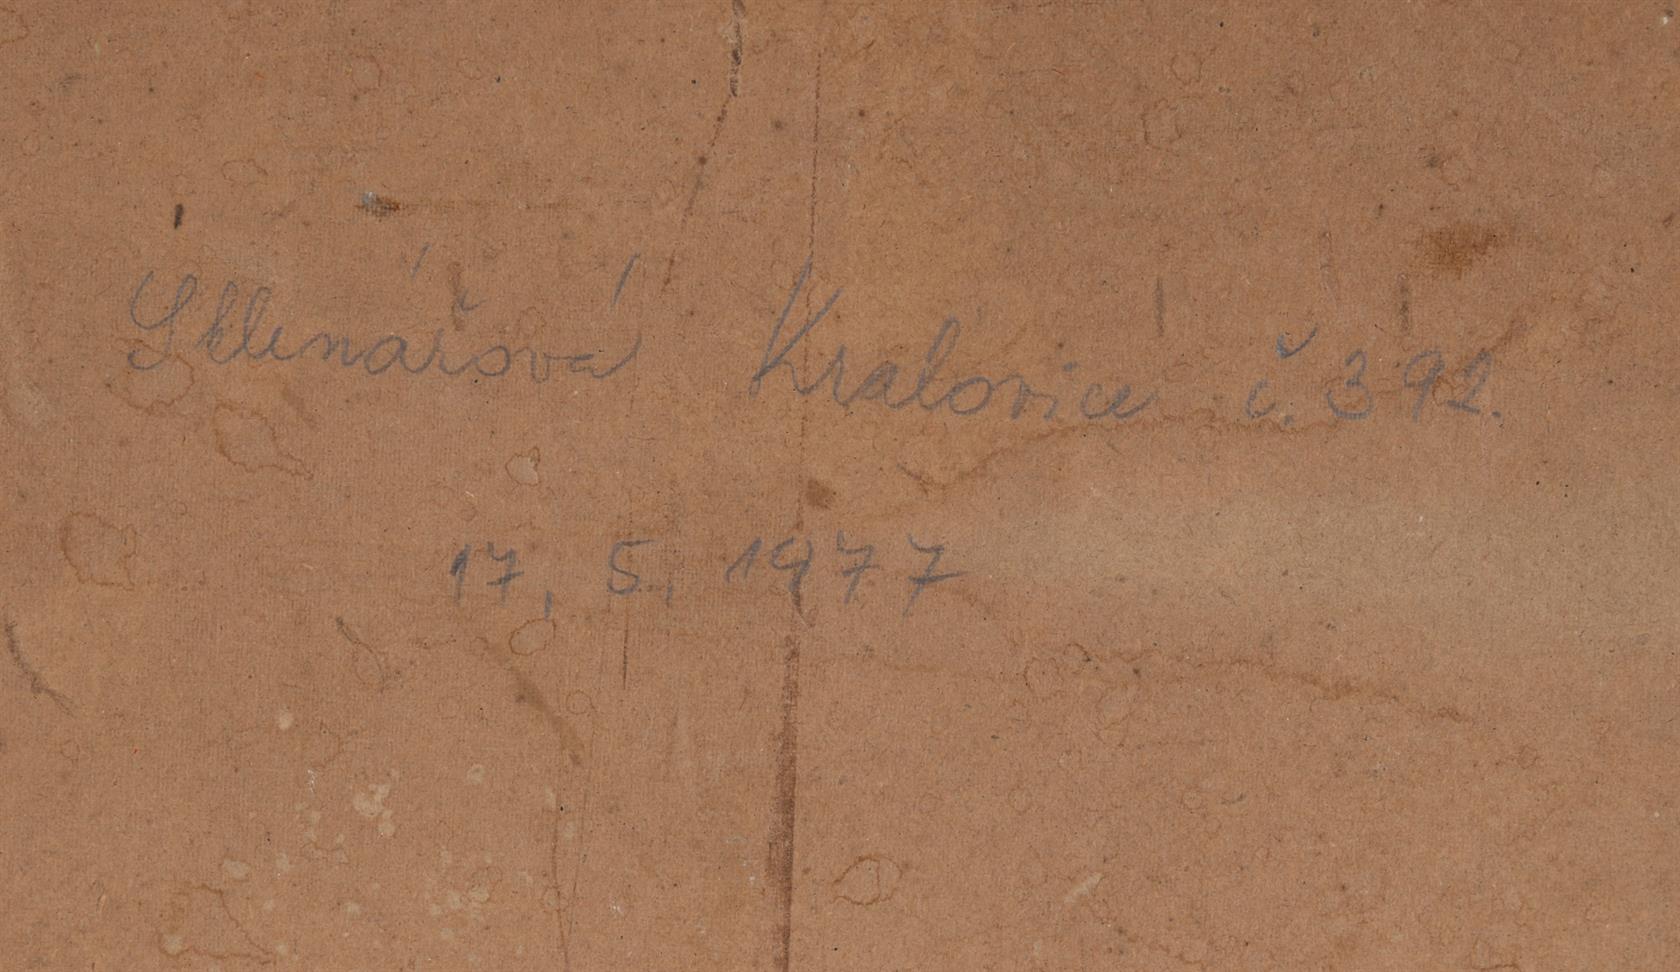 Sklenářová Kralovice č. 392.
17, 5, 1977